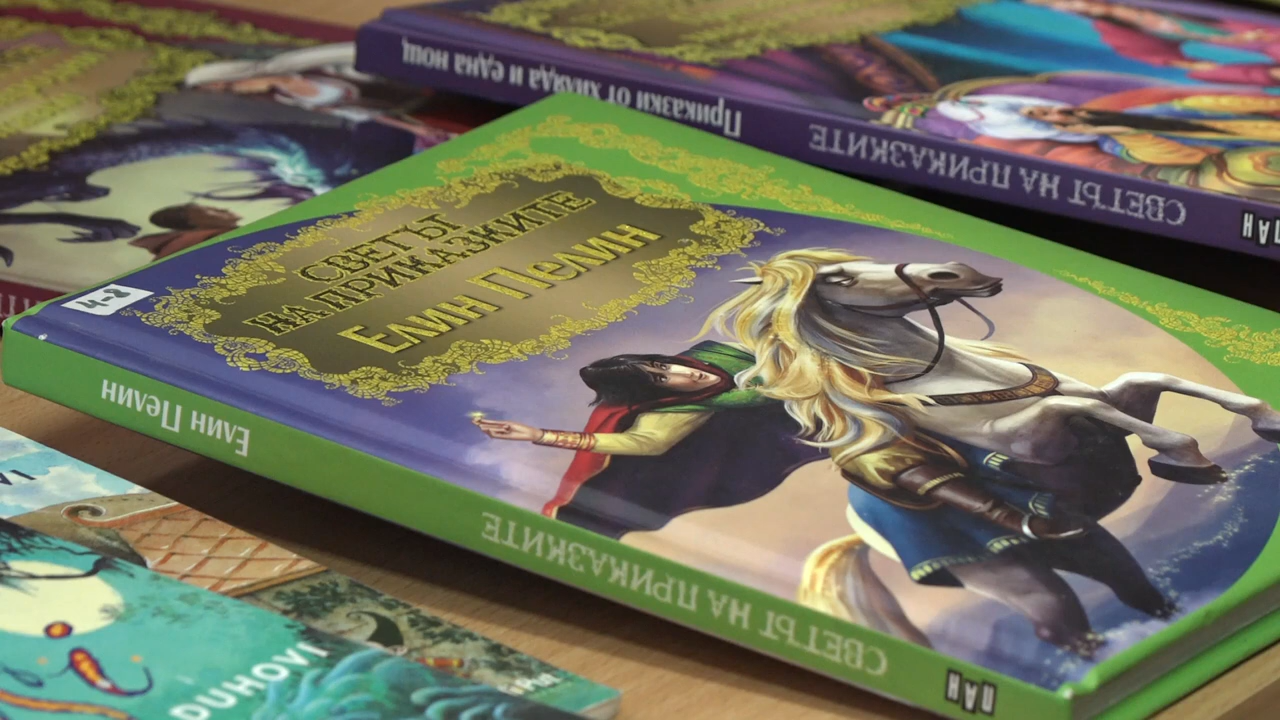 Приказки от хиляда и една нощ
СВЕТЪТ НА ПРИКАЗКИТЕ
ПАН
СВЕТЪТ
НА ПРИКАЗКИТЕ
Елин Пелин
4-8
Елин Пелин
СВЕТЪТ НА ПРИКАЗКИТЕ
ПАН
DUHOVI